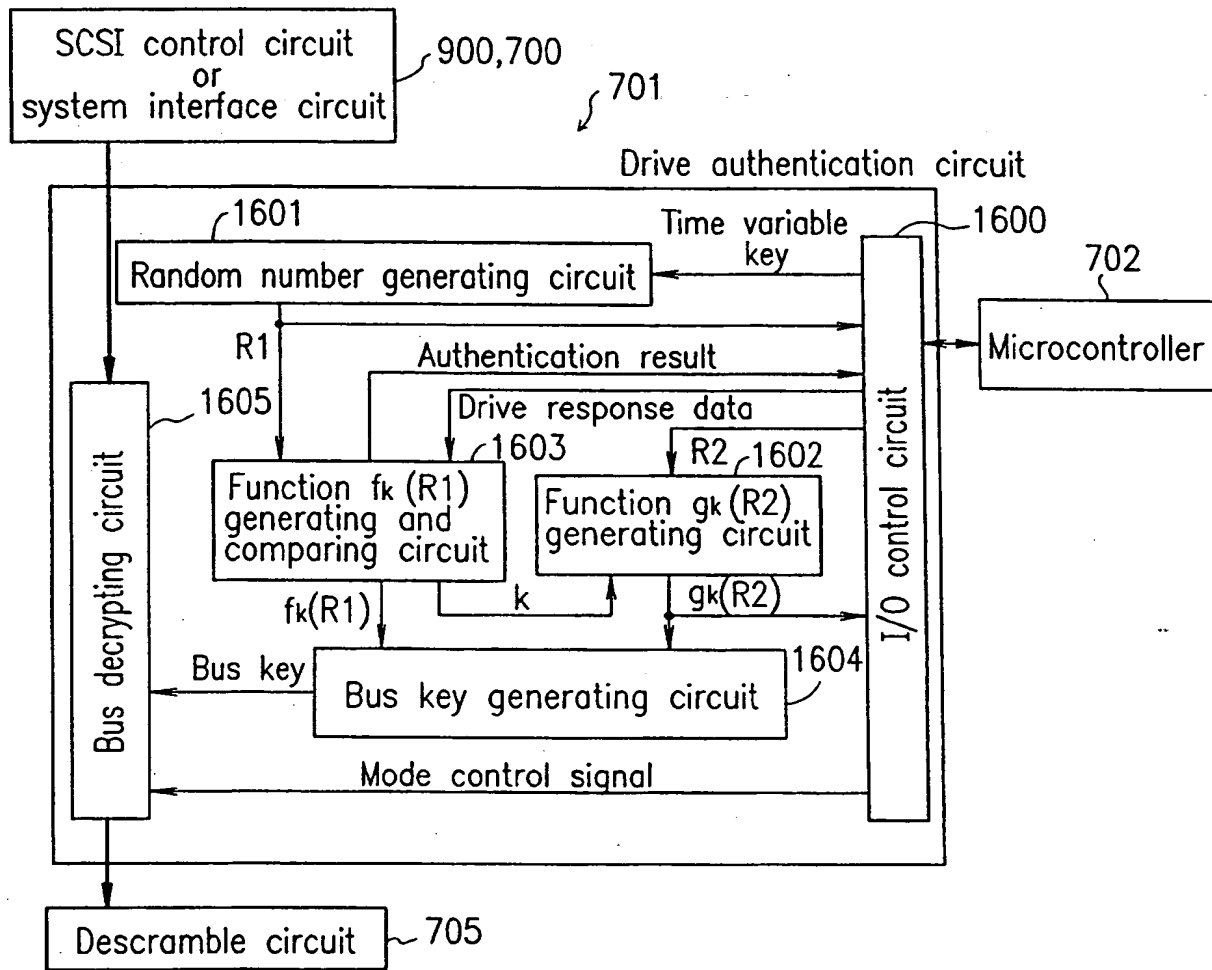 SCSI control circuit
or
system interface circuit
900,700
701
Drive authentication circuit
1601
Time variable
key
1600
Random number generating circuit
702
R1
Microcontroller
Authentication result
1605
Drive response data
1603
R2
1602
Function fk(R1)
generating and
comparing circuit
Function gk(R2)
generating circuit
I/O control circuit
Bus decrypting circuit
fk(R1)
k
gk(R2)
1604
Bus key
Bus key generating circuit
Mode control signal
Descramble circuit
705